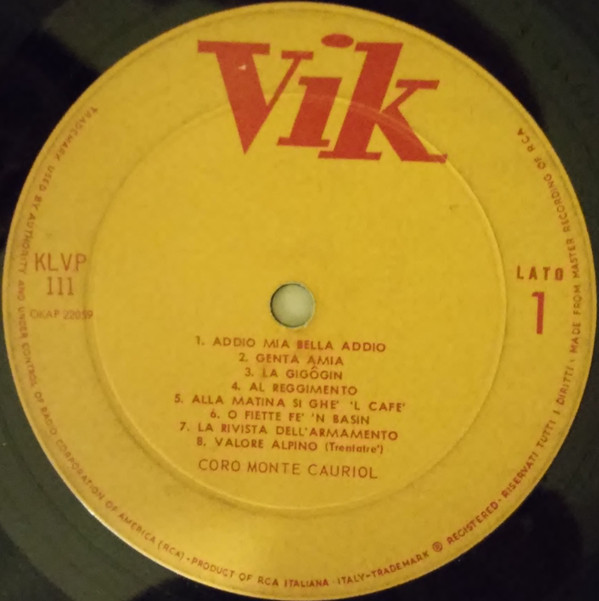 Vik
KLVP
111
OKAP 22059
LATO
1
1. ADDIO MIA BELLA ADDIO
2. GENTA AMIA
3. LA GIGÔGIN
4. AL REGGIMENTO
5. ALLA MATINA SI GHE' 'L CAFE'
6. O FIETTE FE' 'N BASIN
7. LA RIVISTA DELL'ARMAMENTO
8. VALORE ALPINO (Trentatre')
CORO MONTE CAURIOL
TRADEMARK USED BY AUTHORITY AND UNDER CONTROL OF RADIO CORPORATION OF AMERICA (RCA) · PRODUCT OF RCA ITALIANA · ITALY-TRADEMARK ® REGISTERED · RISERVATI TUTTI I DIRITTI · MADE FROM MASTER RECORDING OF RCA